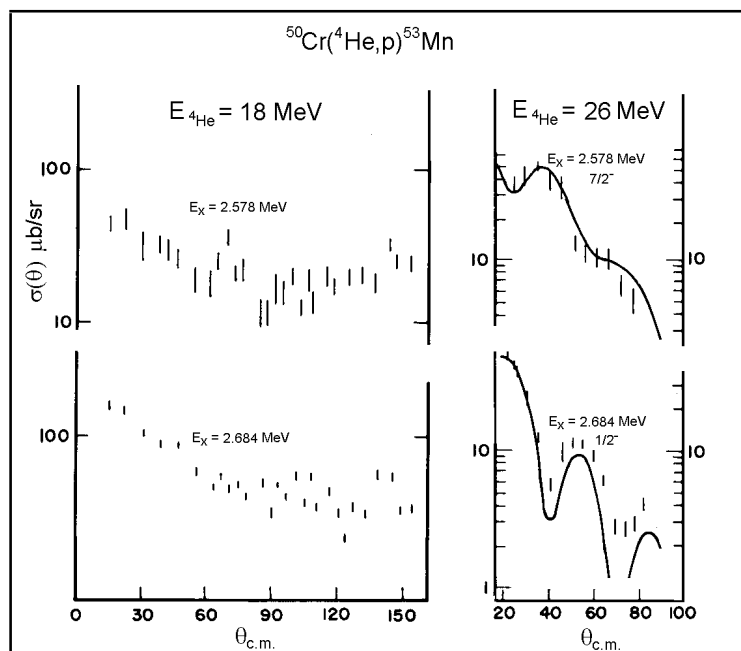 ⁵⁰Cr(⁴He,p)⁵³Mn
E ⁴He = 18 MeV
E ⁴He = 26 MeV
100
Eₓ = 2.578 MeV
10
σ(θ) μb/sr
Eₓ = 2.578 MeV
7/2⁻
10
10
100
Eₓ = 2.684 MeV
Eₓ = 2.684 MeV
1/2⁻
10
10
1
0 30 60 90 120 150
20 40 60 80 100
θc.m.
θc.m.